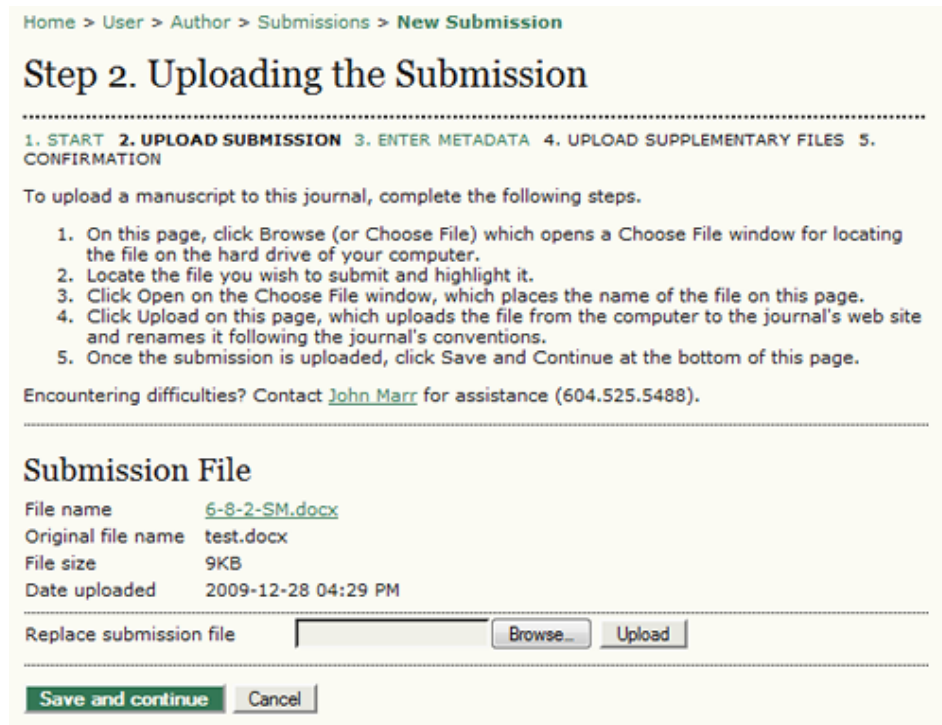 Home > User > Author > Submissions > New Submission
Step 2. Uploading the Submission
1. START 2. UPLOAD SUBMISSION 3. ENTER METADATA 4. UPLOAD SUPPLEMENTARY FILES 5.
CONFIRMATION
To upload a manuscript to this journal, complete the following steps.
1. On this page, click Browse (or Choose File) which opens a Choose File window for locating
the file on the hard drive of your computer.
2. Locate the file you wish to submit and highlight it.
3. Click Open on the Choose File window, which places the name of the file on this page.
4. Click Upload on this page, which uploads the file from the computer to the journal's web site
and renames it following the journal's conventions.
5. Once the submission is uploaded, click Save and Continue at the bottom of this page.
Encountering difficulties? Contact John Marr for assistance (604.525.5488).
Submission File
File name 6-8-2-SM.docx
Original file name test.docx
File size 9KB
Date uploaded 2009-12-28 04:29 PM
Replace submission file Browse... Upload
Save and continue Cancel